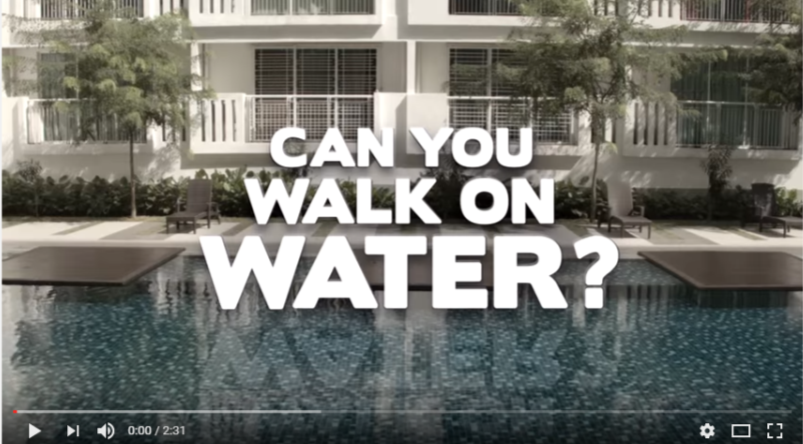 CAN YOU
WALK ON
WATER?
0:00 / 2:31